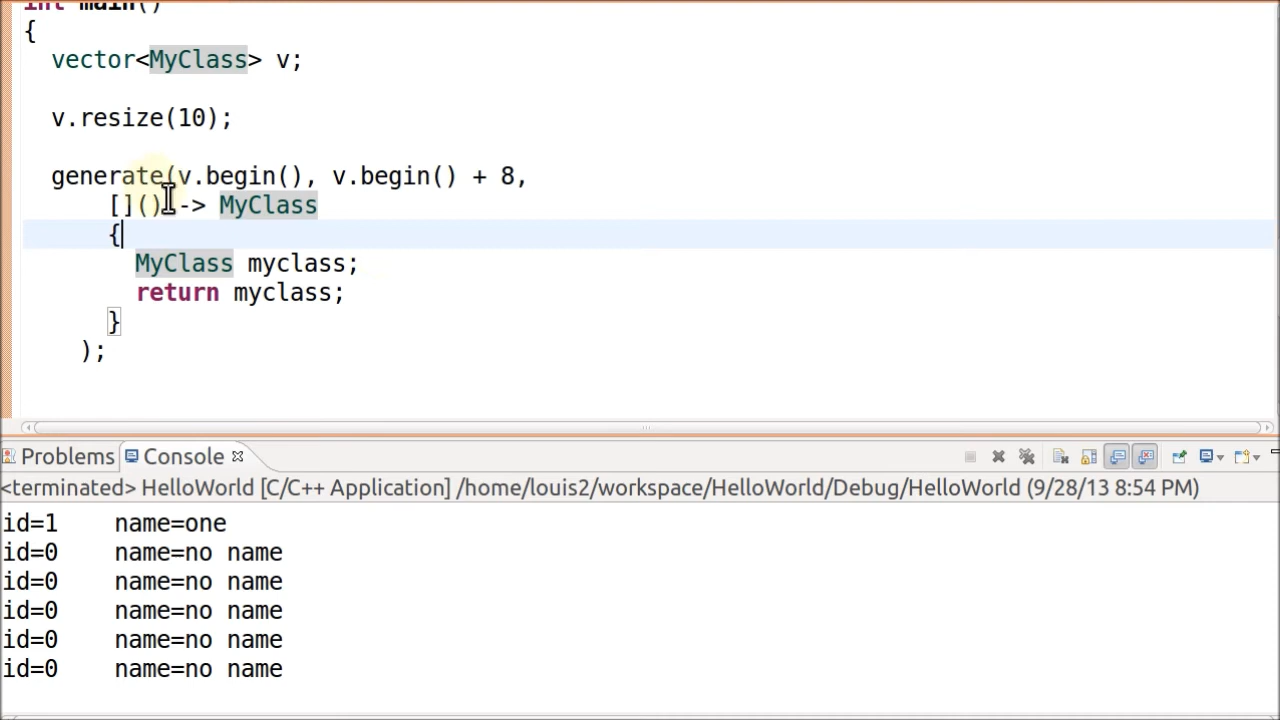 int main()
{
vector<MyClass> v;
v.resize(10);
generate(v.begin(), v.begin() + 8,
[]() -> MyClass
{
MyClass myclass;
return myclass;
}
);
Problems Console
<terminated> HelloWorld [C/C++ Application] /home/louis2/workspace/HelloWorld/Debug/HelloWorld (9/28/13 8:54 PM)
id=1 name=one
id=0 name=no name
id=0 name=no name
id=0 name=no name
id=0 name=no name
id=0 name=no name